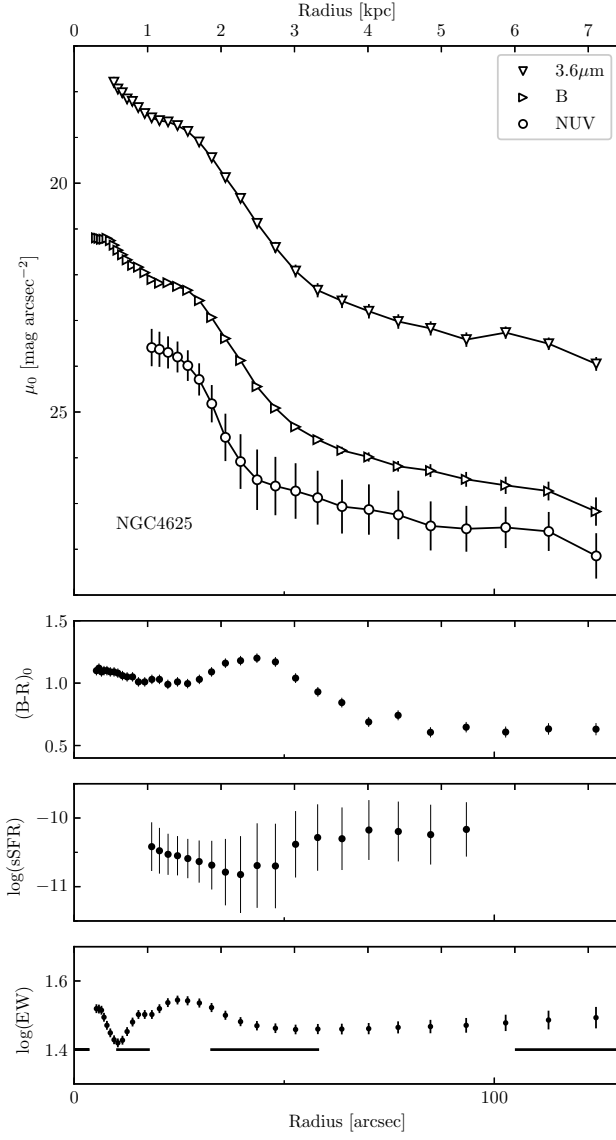 Radius [kpc]
0 1 2 3 4 5 6 7
3.6μm
B
NUV
20
25
μ₀ [mag arcsec⁻²]
NGC4625
1.5
1.0
0.5
(B-R)₀
−10
−11
log(sSFR)
1.6
1.4
log(EW)
0 100
Radius [arcsec]